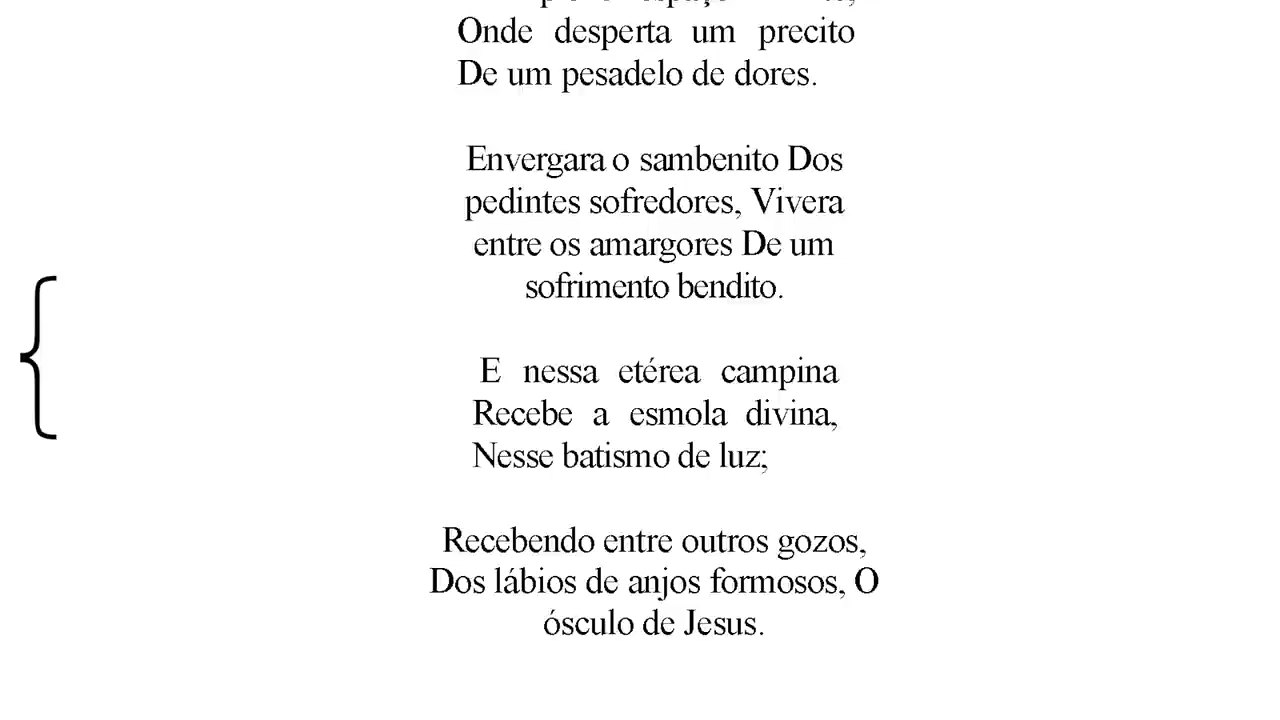 Onde desperta um precito
De um pesadelo de dores.
Envergara o sambenito Dos
pedintes sofredores, Vivera
entre os amargores De um
sofrimento bendito.
E nessa etérea campina
Recebe a esmola divina,
Nesse batismo de luz;
Recebendo entre outros gozos,
Dos lábios de anjos formosos, O
ósculo de Jesus.